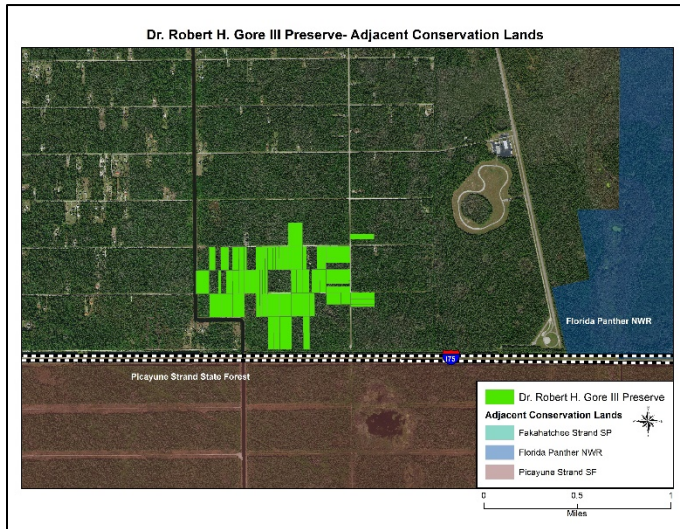 Dr. Robert H. Gore III Preserve- Adjacent Conservation Lands
Florida Panther NWR
I75
Picayune Strand State Forest
Dr. Robert H. Gore III Preserve
Adjacent Conservation Lands
Fakahatchee Strand SP
Florida Panther NWR
Picayune Strand SF
0 0.5 1
Miles